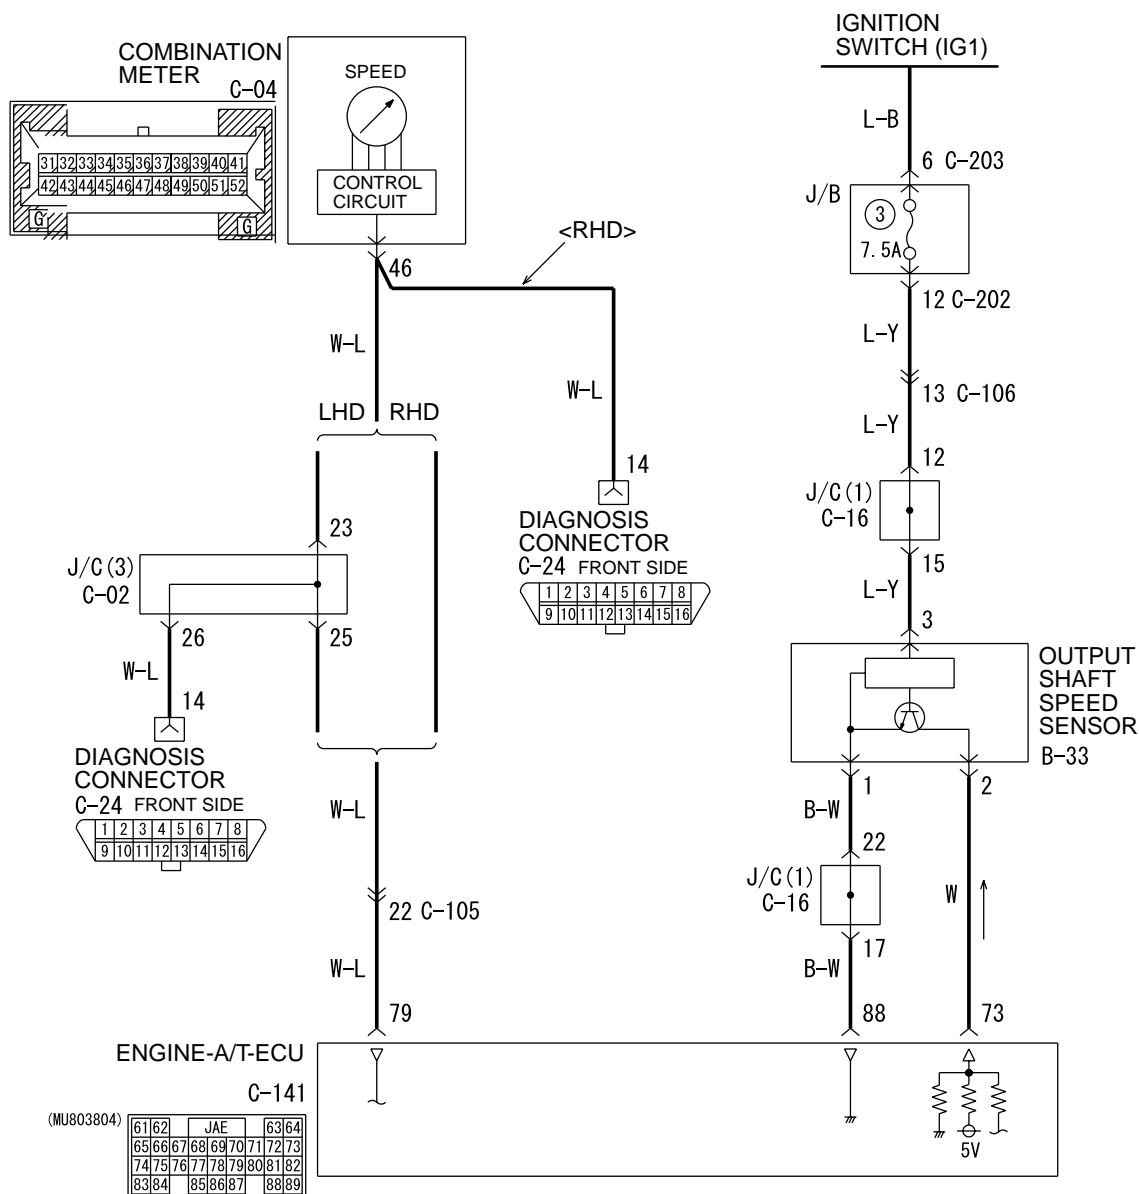 COMBINATION
METER
C-04
SPEED
CONTROL
CIRCUIT
31 32 33 34 35 36 37 38 39 40 41
42 43 44 45 46 47 48 49 50 51 52
G
G
46
<RHD>
W-L
W-L
LHD
RHD
14
DIAGNOSIS
CONNECTOR
C-24 FRONT SIDE
1 2 3 4 5 6 7 8
9 10 11 12 13 14 15 16
23
J/C(3)
C-02
26
25
W-L
14
DIAGNOSIS
CONNECTOR
C-24 FRONT SIDE
1 2 3 4 5 6 7 8
9 10 11 12 13 14 15 16
W-L
22 C-105
W-L
79
IGNITION
SWITCH (IG1)
L-B
6 C-203
J/B
3
7.5A
12 C-202
L-Y
13 C-106
L-Y
12
J/C(1)
C-16
15
L-Y
3
OUTPUT
SHAFT
SPEED
SENSOR
B-33
1
2
B-W
22
J/C(1)
C-16
W
17
B-W
88
73
ENGINE-A/T-ECU
C-141
(MU803804)
61 62 JAE 63 64
65 66 67 68 69 70 71 72 73
74 75 76 77 78 79 80 81 82
83 84 85 86 87 88 89
5V